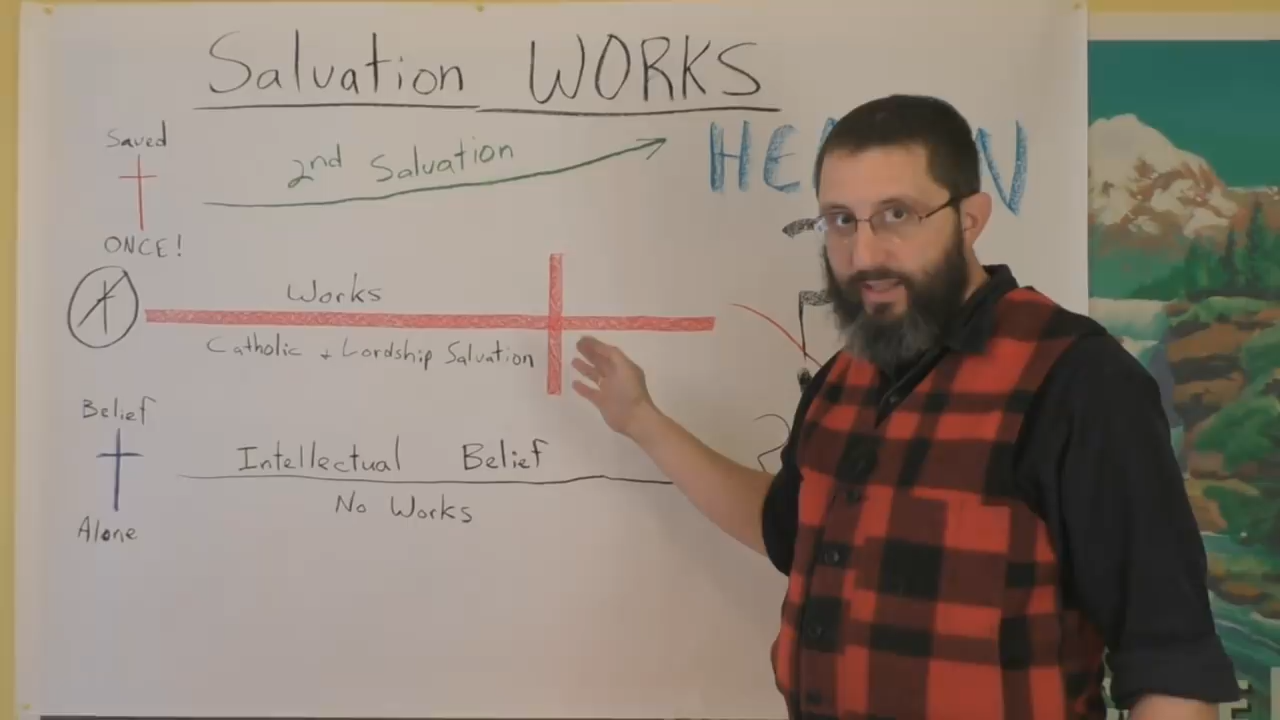 Salvation WORKS
Saved
2nd Salvation
ONCE!
Works
Catholic + Lordship Salvation
Belief
Intellectual Belief
No Works
Alone